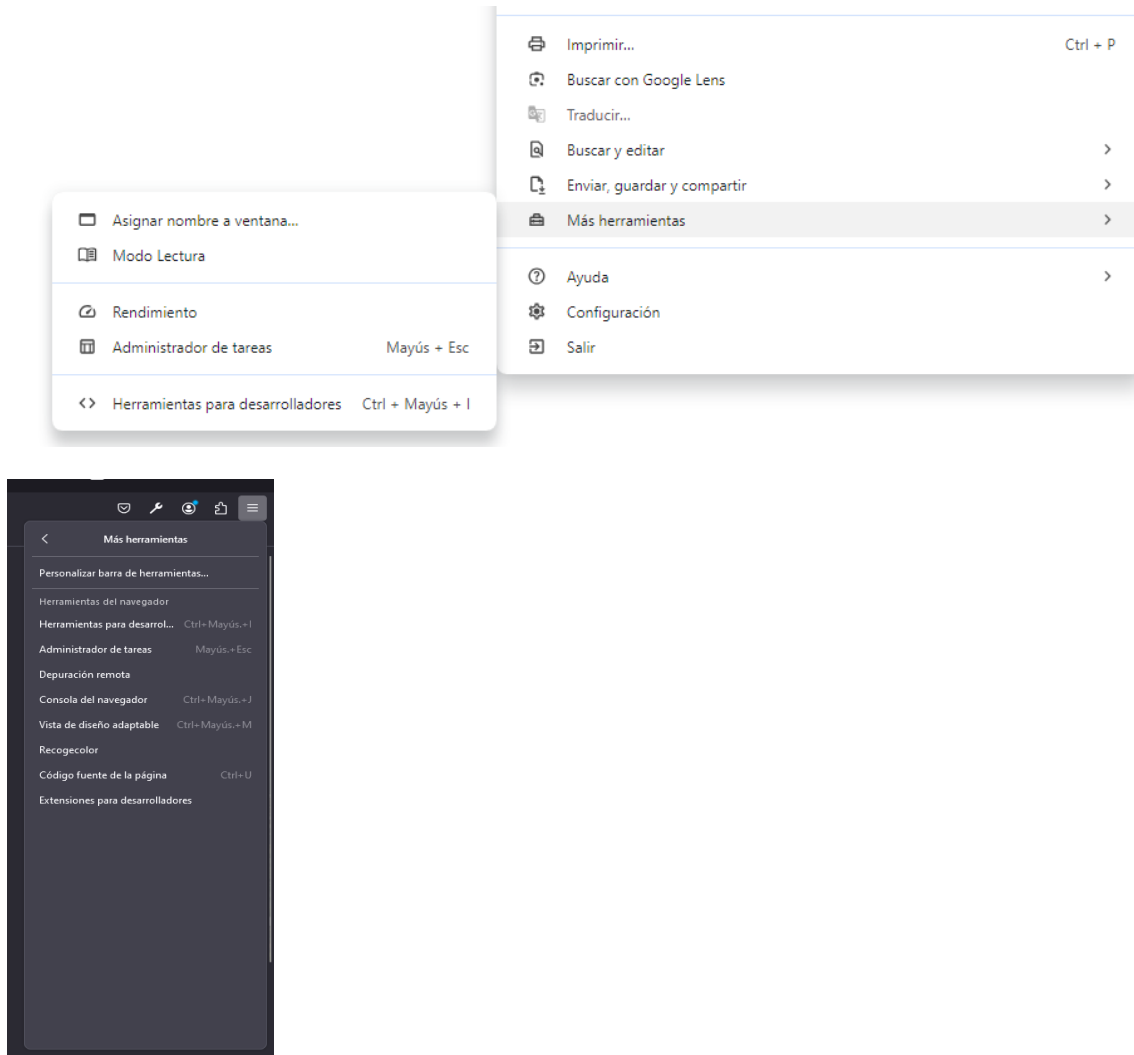 Imprimir... Ctrl + P
Buscar con Google Lens
Traducir...
Buscar y editar
Enviar, guardar y compartir
Más herramientas
Ayuda
Configuración
Salir
Asignar nombre a ventana...
Modo Lectura
Rendimiento
Administrador de tareas Mayús + Esc
Herramientas para desarrolladores Ctrl + Mayús + I
Más herramientas
Personalizar barra de herramientas...
Herramientas del navegador
Herramientas para desarrol... Ctrl+Mayús.+I
Administrador de tareas Mayús.+Esc
Depuración remota
Consola del navegador Ctrl+Mayús.+J
Vista de diseño adaptable Ctrl+Mayús.+M
Recogecolor
Código fuente de la página Ctrl+U
Extensiones para desarrolladores